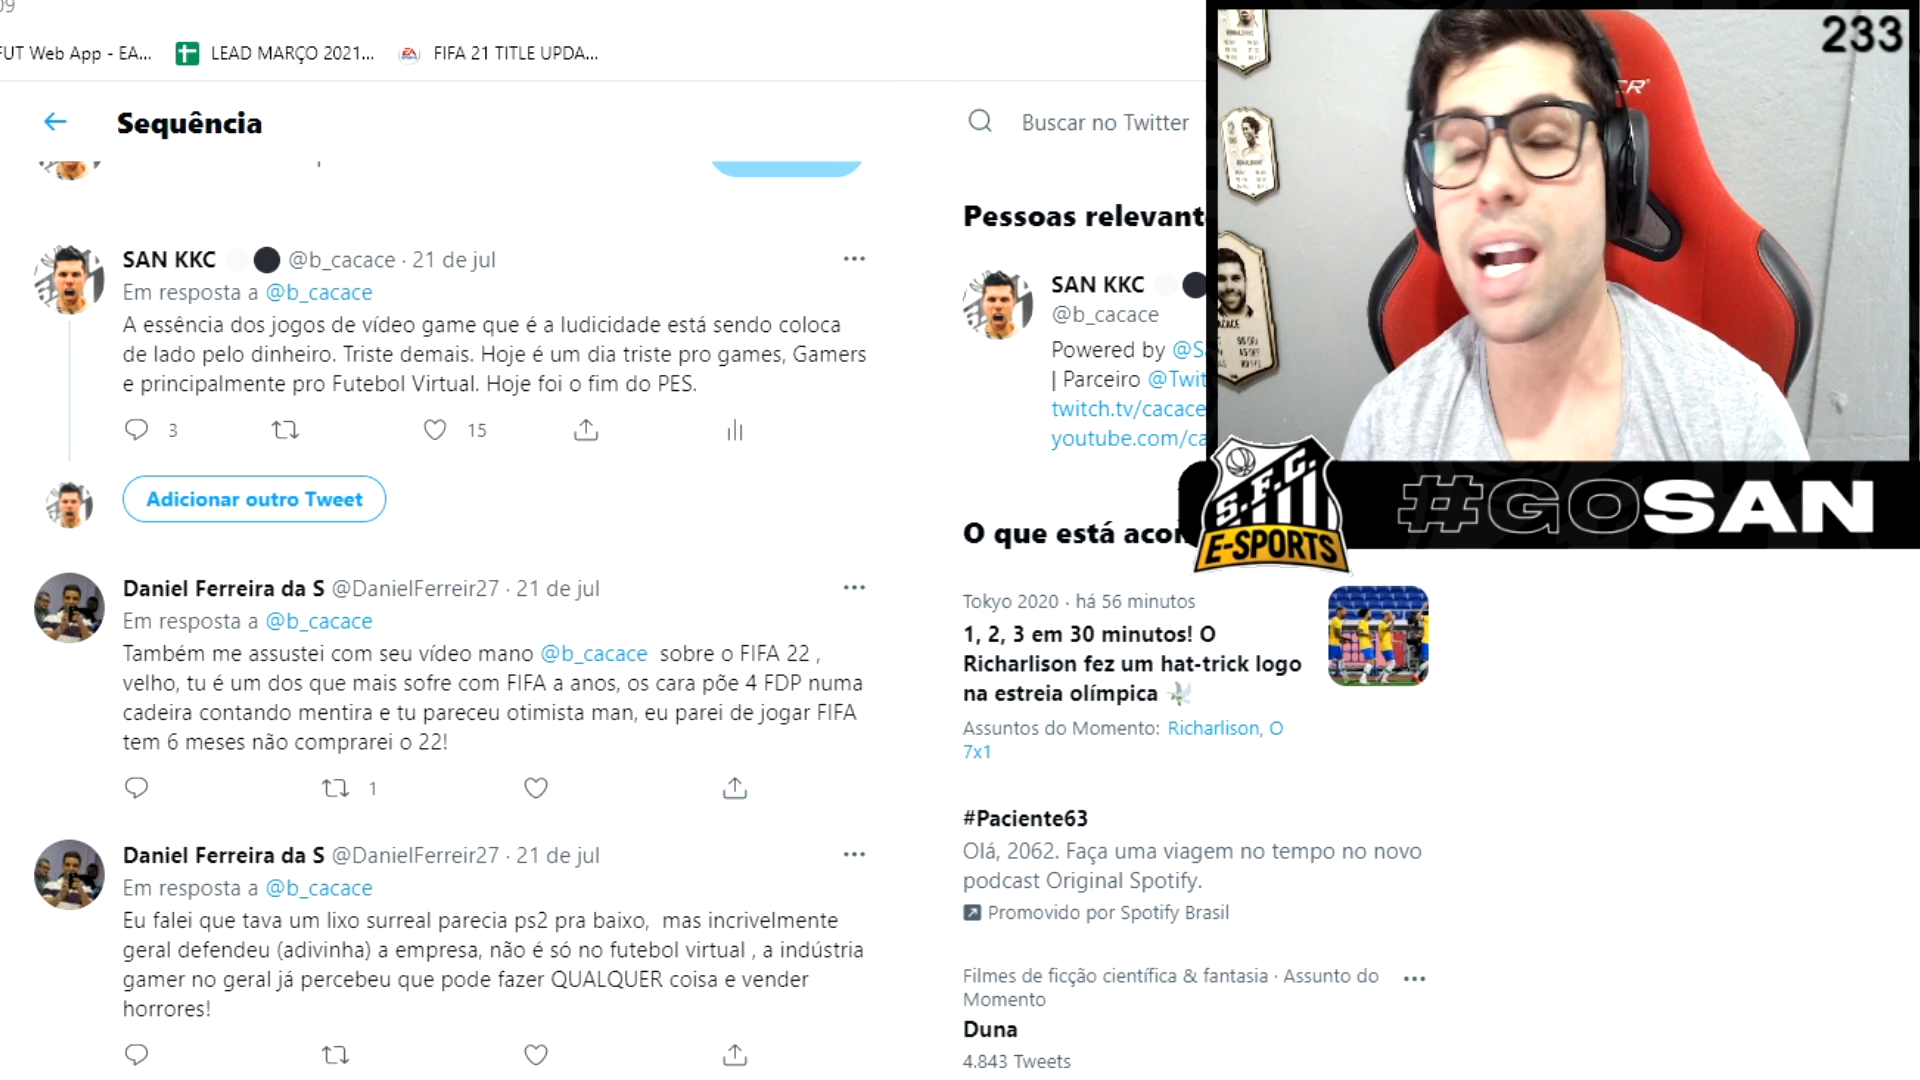 09
FUT Web App - EA...
LEAD MARÇO 2021...
FIFA 21 TITLE UPDA...
Sequência
Buscar no Twitter
SAN KKC @b_cacace · 21 de jul
Em resposta a @b_cacace
A essência dos jogos de vídeo game que é a ludicidade está sendo coloca
de lado pelo dinheiro. Triste demais. Hoje é um dia triste pro games, Gamers
e principalmente pro Futebol Virtual. Hoje foi o fim do PES.
3
15
Adicionar outro Tweet
Daniel Ferreira da S @DanielFerreir27 · 21 de jul
Em resposta a @b_cacace
Também me assustei com seu vídeo mano @b_cacace sobre o FIFA 22 ,
velho, tu é um dos que mais sofre com FIFA a anos, os cara põe 4 FDP numa
cadeira contando mentira e tu pareceu otimista man, eu parei de jogar FIFA
tem 6 meses não comprarei o 22!
1
Daniel Ferreira da S @DanielFerreir27 · 21 de jul
Em resposta a @b_cacace
Eu falei que tava um lixo surreal parecia ps2 pra baixo, mas incrivelmente
geral defendeu (adivinha) a empresa, não é só no futebol virtual , a indústria
gamer no geral já percebeu que pode fazer QUALQUER coisa e vender
horrores!
Pessoas relevant
SAN KKC
@b_cacace
Powered by @S
| Parceiro @Twit
twitch.tv/cacace
youtube.com/ca
O que está acon
Tokyo 2020 · há 56 minutos
1, 2, 3 em 30 minutos! O
Richarlison fez um hat-trick logo
na estreia olímpica
Assuntos do Momento: Richarlison, O
7x1
#Paciente63
Olá, 2062. Faça uma viagem no tempo no novo
podcast Original Spotify.
Promovido por Spotify Brasil
Filmes de ficção científica & fantasia · Assunto do
Momento
Duna
4.843 Tweets
233
S.F.C.
E-SPORTS
#GOSAN